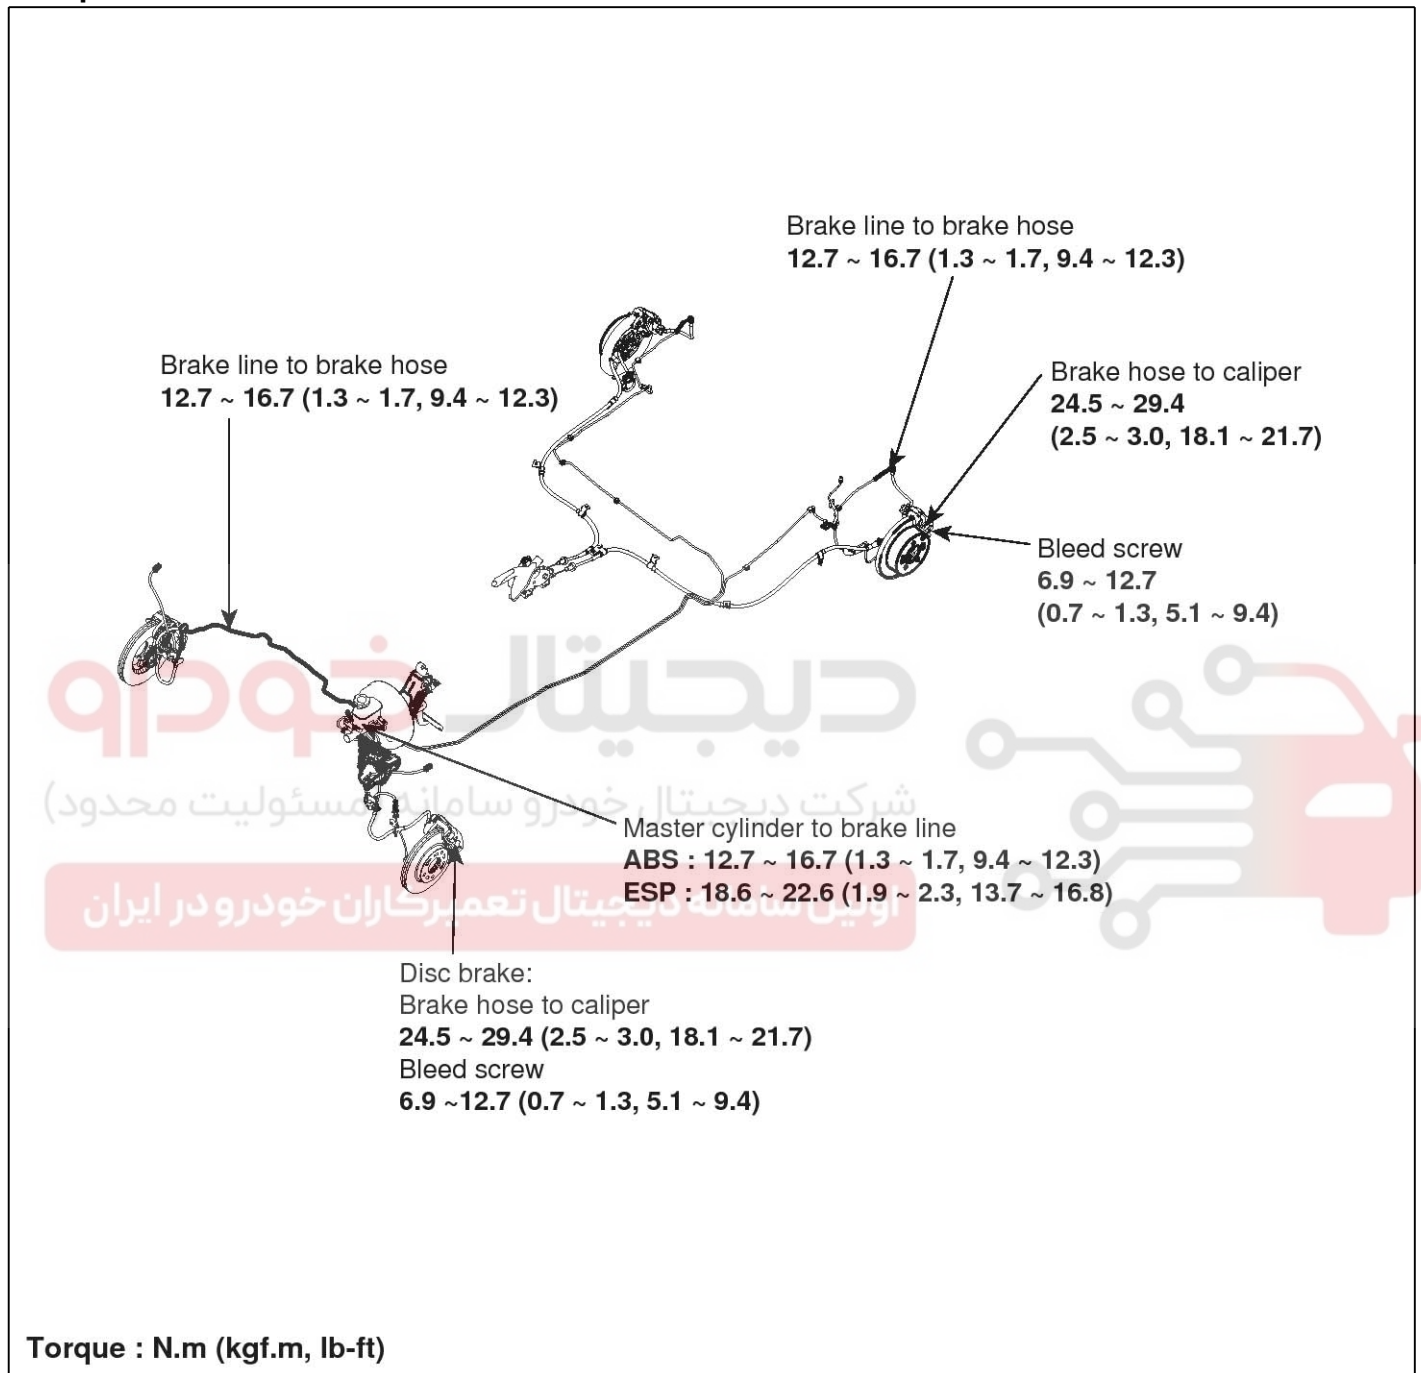 Brake line to brake hose
12.7 ~ 16.7 (1.3 ~ 1.7, 9.4 ~ 12.3)
Brake line to brake hose
12.7 ~ 16.7 (1.3 ~ 1.7, 9.4 ~ 12.3)
Brake hose to caliper
24.5 ~ 29.4
(2.5 ~ 3.0, 18.1 ~ 21.7)
Bleed screw
6.9 ~ 12.7
(0.7 ~ 1.3, 5.1 ~ 9.4)
دیجیتال خودرو
شرکت دیجیتال خودرو سامانه (مسئولیت محدود)
اولین سامانه دیجیتال تعمیرکاران خودرو در ایران
Master cylinder to brake line
ABS : 12.7 ~ 16.7 (1.3 ~ 1.7, 9.4 ~ 12.3)
ESP : 18.6 ~ 22.6 (1.9 ~ 2.3, 13.7 ~ 16.8)
Disc brake:
Brake hose to caliper
24.5 ~ 29.4 (2.5 ~ 3.0, 18.1 ~ 21.7)
Bleed screw
6.9 ~12.7 (0.7 ~ 1.3, 5.1 ~ 9.4)
Torque : N.m (kgf.m, lb-ft)